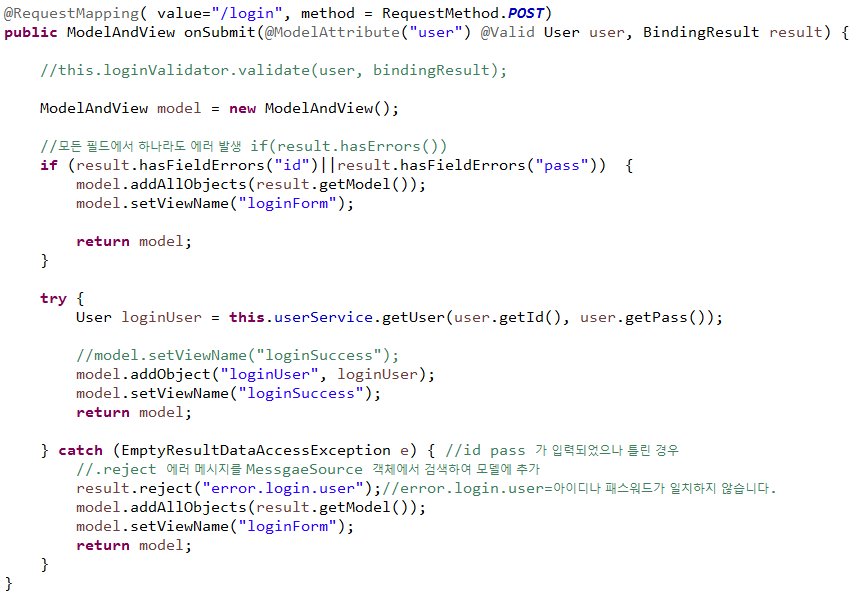 @RequestMapping( value="/login", method = RequestMethod.POST)
public ModelAndView onSubmit(@ModelAttribute("user") @Valid User user, BindingResult result) {
//this.loginValidator.validate(user, bindingResult);
ModelAndView model = new ModelAndView();
//모든 필드에서 하나라도 에러 발생 if(result.hasErrors())
if (result.hasFieldErrors("id")||result.hasFieldErrors("pass"))  {
model.addAllObjects(result.getModel());
model.setViewName("loginForm");
return model;
}
try {
User loginUser = this.userService.getUser(user.getId(), user.getPass());
//model.setViewName("loginSuccess");
model.addObject("loginUser", loginUser);
model.setViewName("loginSuccess");
return model;
} catch (EmptyResultDataAccessException e) { //id pass 가 입력되었으나 틀린 경우
//.reject 에러 메시지를 MessgaeSource 객체에서 검색하여 모델에 추가
result.reject("error.login.user");//error.login.user=아이디나 패스워드가 일치하지 않습니다.
model.addAllObjects(result.getModel());
model.setViewName("loginForm");
return model;
}
}